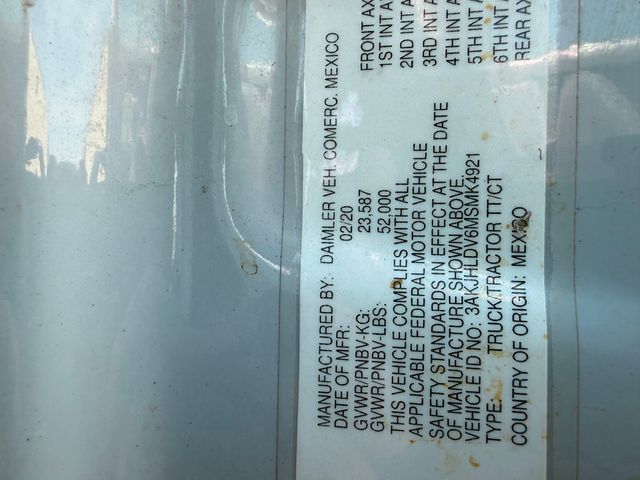 MANUFACTURED BY: DAIMLER VEH. COMERC. MEXICO
DATE OF MFR: 02/20
GVWR/PNBV-KG: 23,587
GVWR/PNBV-LBS: 52,000
THIS VEHICLE COMPLIES WITH ALL
APPLICABLE FEDERAL MOTOR VEHICLE
SAFETY STANDARDS IN EFFECT AT THE DATE
OF MANUFACTURE SHOWN ABOVE.
VEHICLE ID NO: 3AKJHLDV6MSMK4921
TYPE: TRUCK/TRACTOR TT/CT
COUNTRY OF ORIGIN: MEXICO
FRONT AX
1ST INT A
2ND INT A
3RD INT A
4TH INT A
5TH INT A
6TH INT A
REAR AX